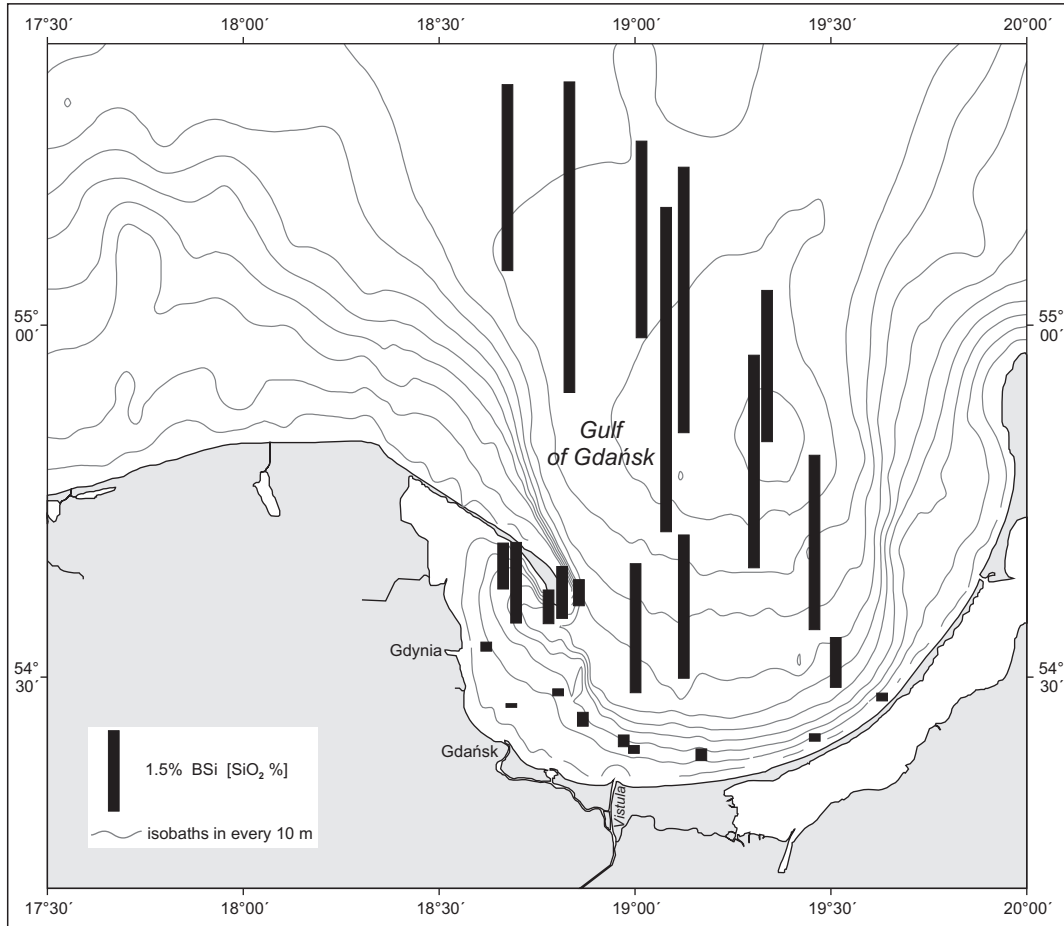 17°30´ 18°00´ 18°30´ 19°00´ 19°30´ 20°00´
55° 55°
00´ 00´
Gulf
of Gdańsk
Gdynia
54° 54°
30´ 30´
Gdańsk
1.5% BSi [SiO₂ %]
Vistula
isobaths in every 10 m
17°30´ 18°00´ 18°30´ 19°00´ 19°30´ 20°00´